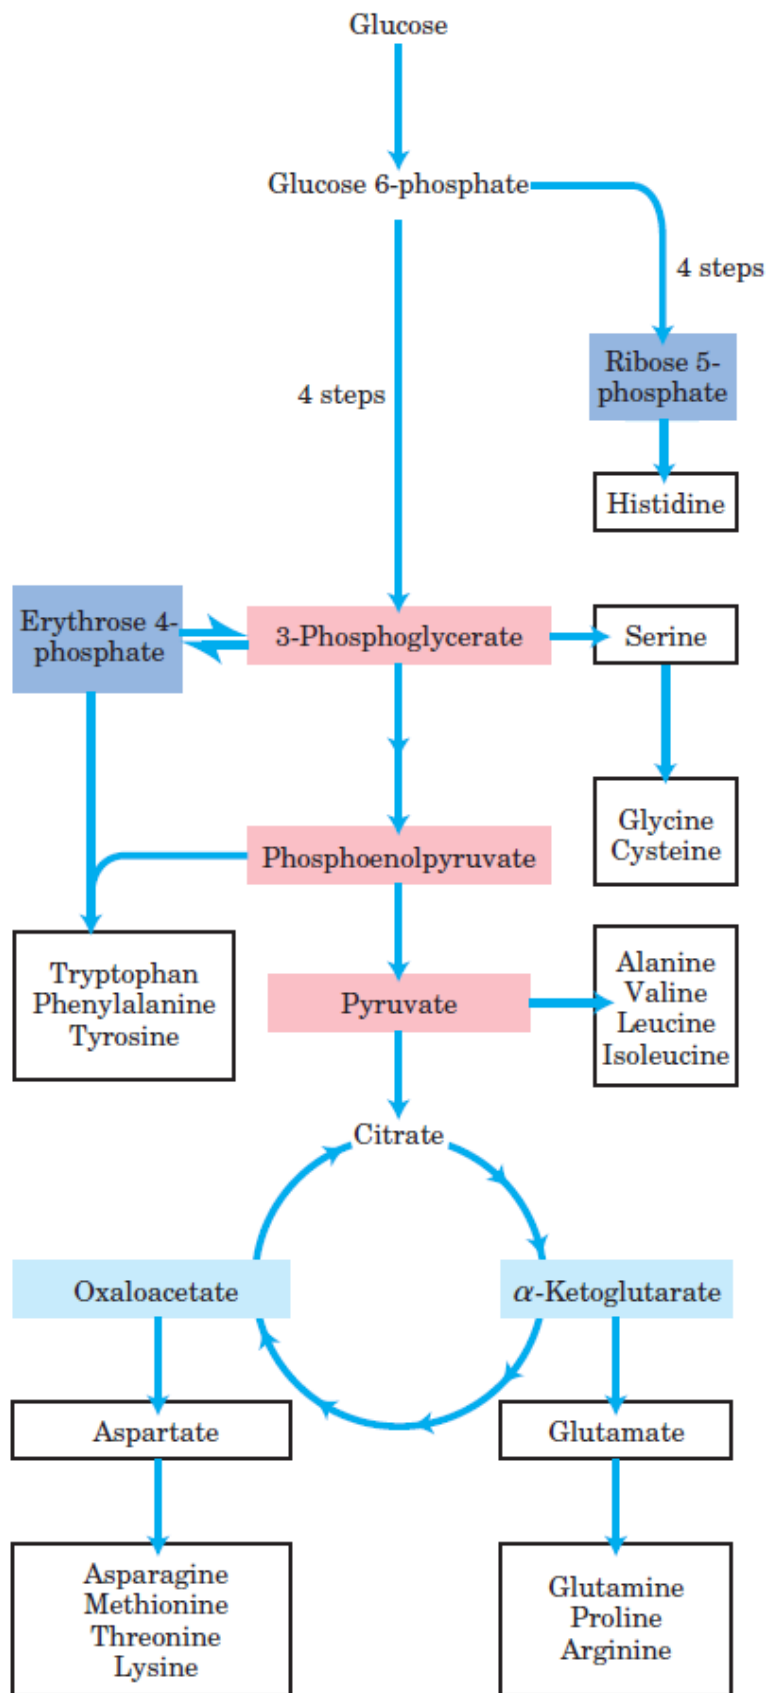 Glucose
Glucose 6-phosphate
4 steps
Ribose 5-
phosphate
4 steps
Histidine
Erythrose 4-
phosphate
3-Phosphoglycerate
Serine
Glycine
Cysteine
Phosphoenolpyruvate
Tryptophan
Phenylalanine
Tyrosine
Pyruvate
Alanine
Valine
Leucine
Isoleucine
Citrate
Oxaloacetate
α-Ketoglutarate
Aspartate
Glutamate
Asparagine
Methionine
Threonine
Lysine
Glutamine
Proline
Arginine